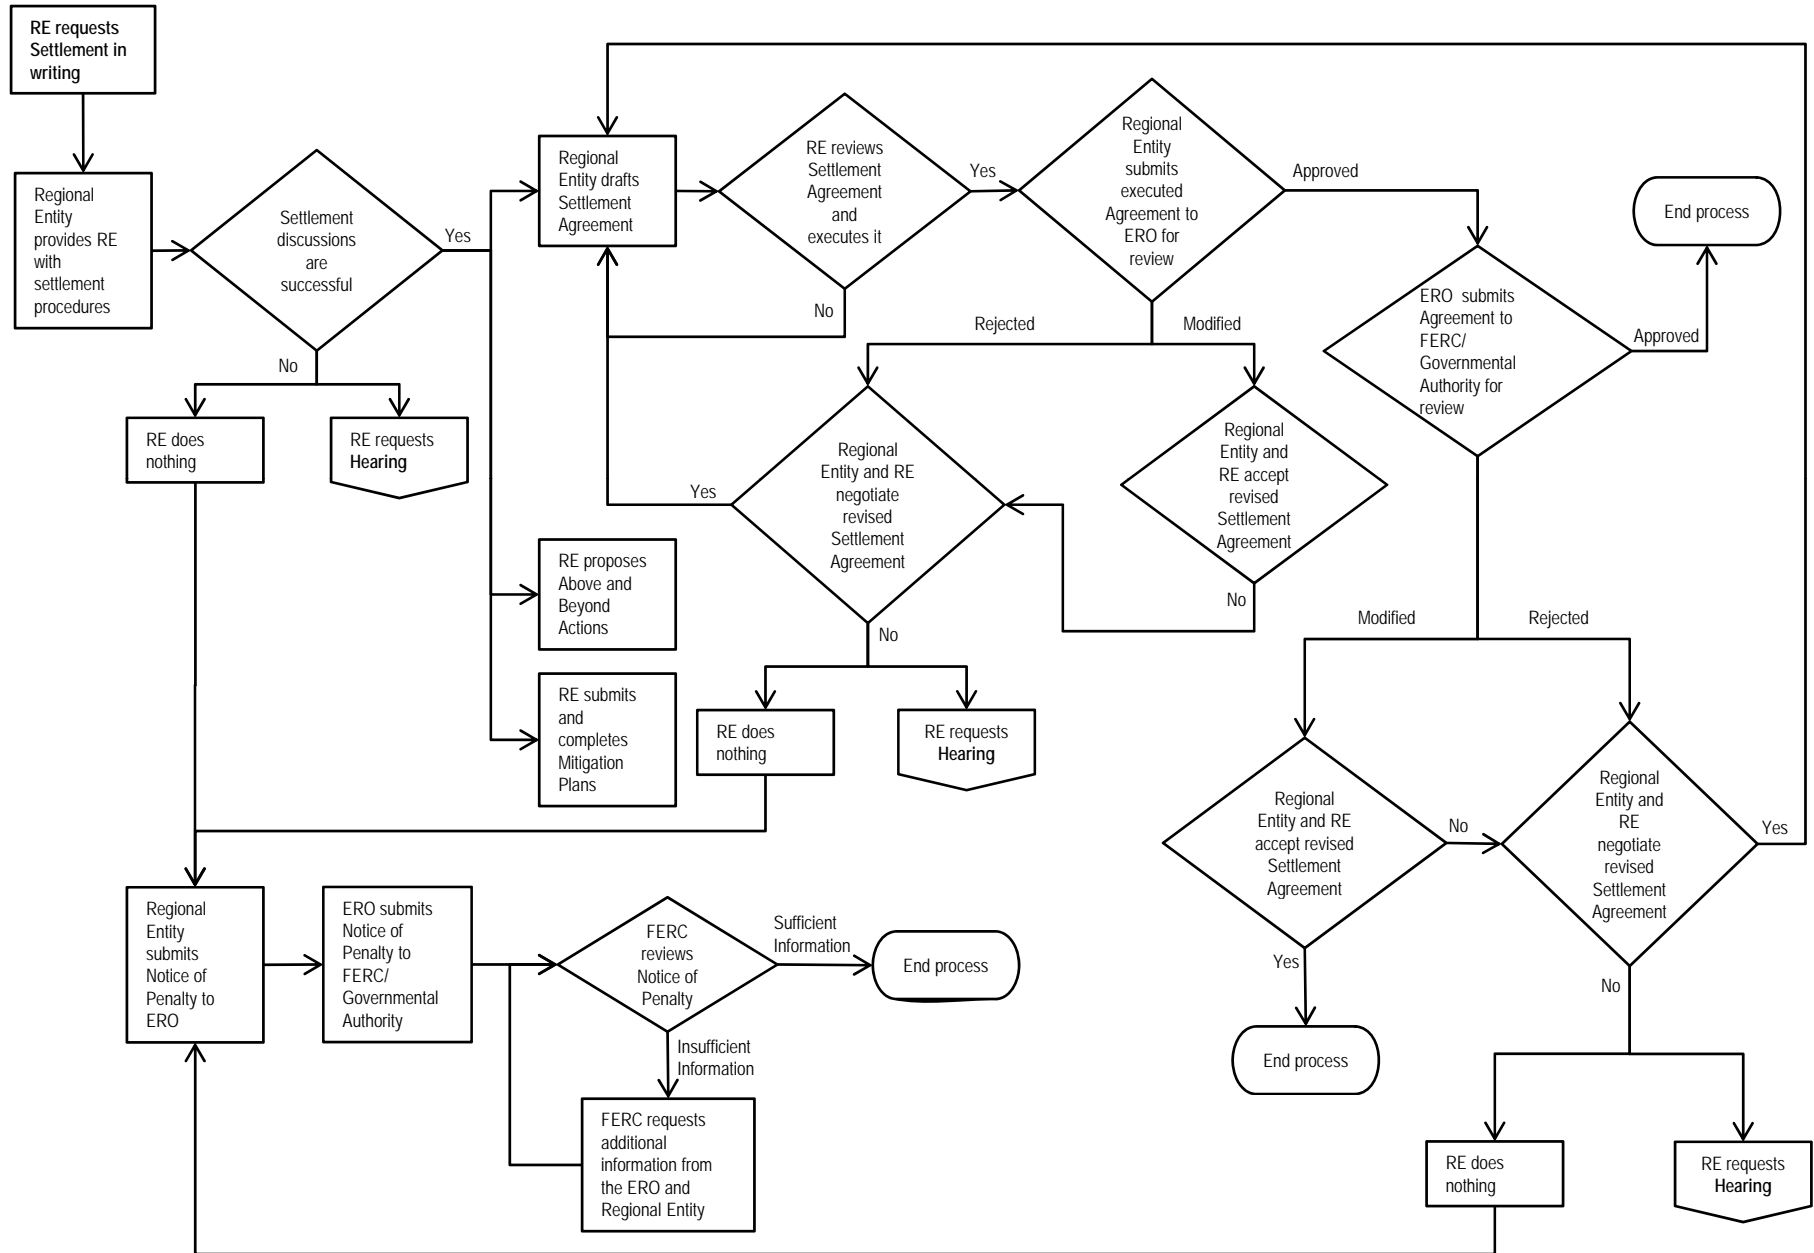 RE requests
Settlement in
writing
Regional
Entity
provides RE
with
settlement
procedures
Settlement
discussions
are
successful
Yes
No
RE does
nothing
RE requests
Hearing
Regional
Entity drafts
Settlement
Agreement
RE reviews
Settlement
Agreement
and
executes it
Yes
No
Regional
Entity
submits
executed
Agreement to
ERO for
review
Approved
Rejected
Modified
End process
ERO submits
Agreement to
FERC/
Governmental
Authority for
review
Approved
Regional
Entity and RE
negotiate
revised
Settlement
Agreement
Yes
No
Regional
Entity and
RE accept
revised
Settlement
Agreement
No
RE proposes
Above and
Beyond
Actions
RE submits
and
completes
Mitigation
Plans
RE does
nothing
RE requests
Hearing
Modified
Rejected
Regional
Entity and RE
accept revised
Settlement
Agreement
No
Yes
Regional
Entity and
RE
negotiate
revised
Settlement
Agreement
Yes
No
End process
RE does
nothing
RE requests
Hearing
Regional
Entity
submits
Notice of
Penalty to
ERO
ERO submits
Notice of
Penalty to
FERC/
Governmental
Authority
FERC
reviews
Notice of
Penalty
Sufficient
Information
End process
Insufficient
Information
FERC requests
additional
information from
the ERO and
Regional Entity